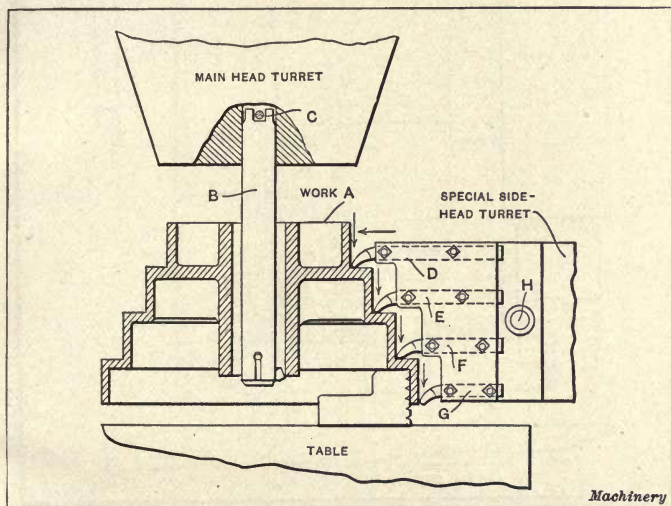 MAIN HEAD TURRET
C
B
WORK A
SPECIAL SIDE-
HEAD TURRET
D
H
E
F
G
TABLE
Machinery